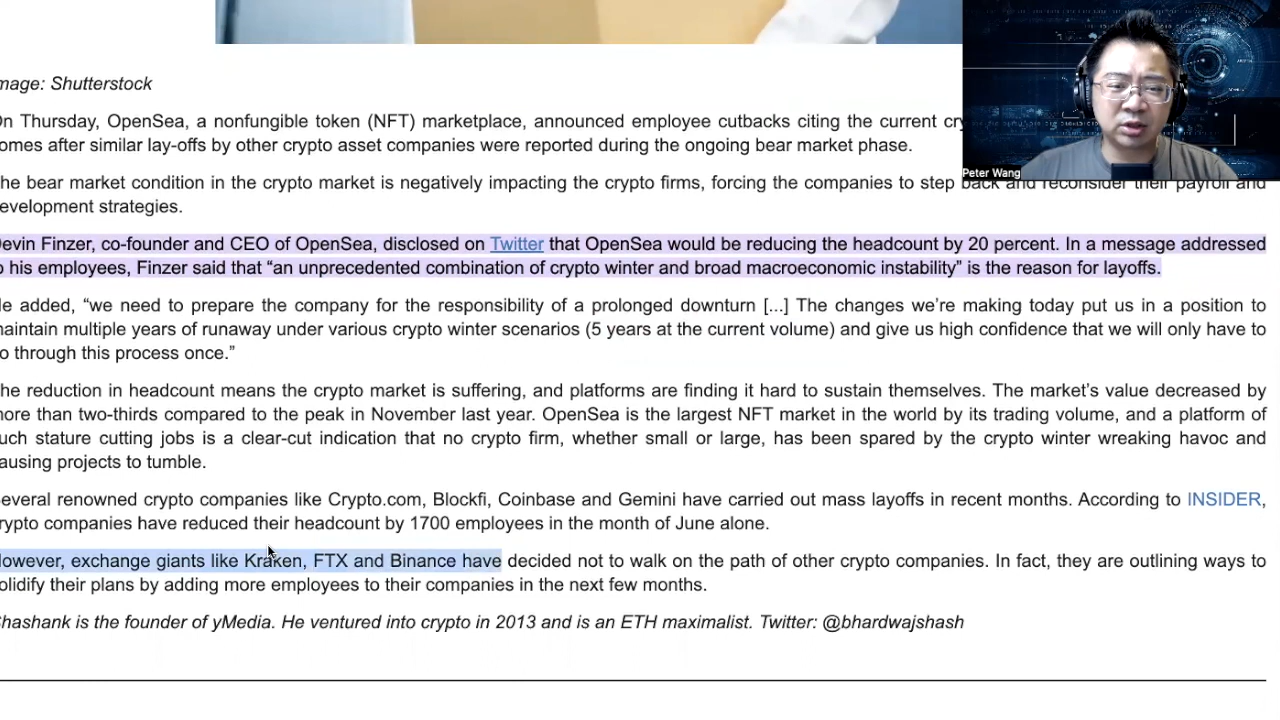 mage: Shutterstock
On Thursday, OpenSea, a nonfungible token (NFT) marketplace, announced employee cutbacks citing the current cry
omes after similar lay-offs by other crypto asset companies were reported during the ongoing bear market phase.
he bear market condition in the crypto market is negatively impacting the crypto firms, forcing the companies to step back and reconsider their payroll and
evelopment strategies.
Devin Finzer, co-founder and CEO of OpenSea, disclosed on Twitter that OpenSea would be reducing the headcount by 20 percent. In a message addressed
o his employees, Finzer said that “an unprecedented combination of crypto winter and broad macroeconomic instability” is the reason for layoffs.
He added, “we need to prepare the company for the responsibility of a prolonged downturn [...] The changes we’re making today put us in a position to
maintain multiple years of runaway under various crypto winter scenarios (5 years at the current volume) and give us high confidence that we will only have to
o through this process once.”
he reduction in headcount means the crypto market is suffering, and platforms are finding it hard to sustain themselves. The market’s value decreased by
more than two-thirds compared to the peak in November last year. OpenSea is the largest NFT market in the world by its trading volume, and a platform of
uch stature cutting jobs is a clear-cut indication that no crypto firm, whether small or large, has been spared by the crypto winter wreaking havoc and
ausing projects to tumble.
Several renowned crypto companies like Crypto.com, Blockfi, Coinbase and Gemini have carried out mass layoffs in recent months. According to INSIDER,
rypto companies have reduced their headcount by 1700 employees in the month of June alone.
owever, exchange giants like Kraken, FTX and Binance have decided not to walk on the path of other crypto companies. In fact, they are outlining ways to
olidify their plans by adding more employees to their companies in the next few months.
Shashank is the founder of yMedia. He ventured into crypto in 2013 and is an ETH maximalist. Twitter: @bhardwajshash
Peter Wang